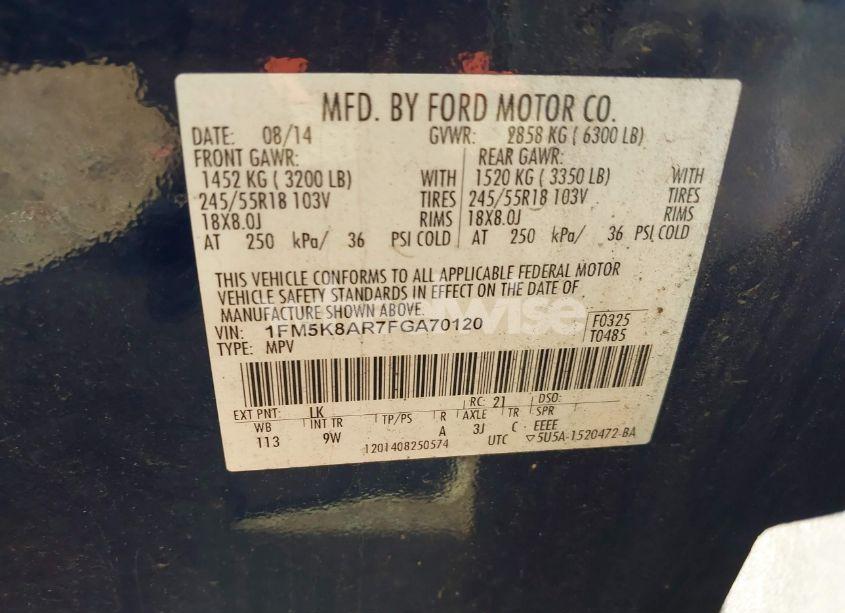 MFD. BY FORD MOTOR CO.
DATE: 08/14 GVWR: 2858 KG ( 6300 LB)
FRONT GAWR: REAR GAWR:
1452 KG ( 3200 LB) WITH 1520 KG ( 3350 LB) WITH
245/55R18 103V TIRES 245/55R18 103V TIRES
18X8.0J RIMS 18X8.0J RIMS
AT 250 kPa/ 36 PSI COLD AT 250 kPa/ 36 PSI COLD
THIS VEHICLE CONFORMS TO ALL APPLICABLE FEDERAL MOTOR
VEHICLE SAFETY STANDARDS IN EFFECT ON THE DATE OF
MANUFACTURE SHOWN ABOVE.
VIN: 1FM5K8AR7FGA70120 F0325
TYPE: MPV T0485
EXT PNT: LK RC: 21 DSO:
WB INT TR TP/PS R AXLE TR SPR
113 9W A 3J C EEEE
1201408250574 UTC ▽5U5A-1520472-BA